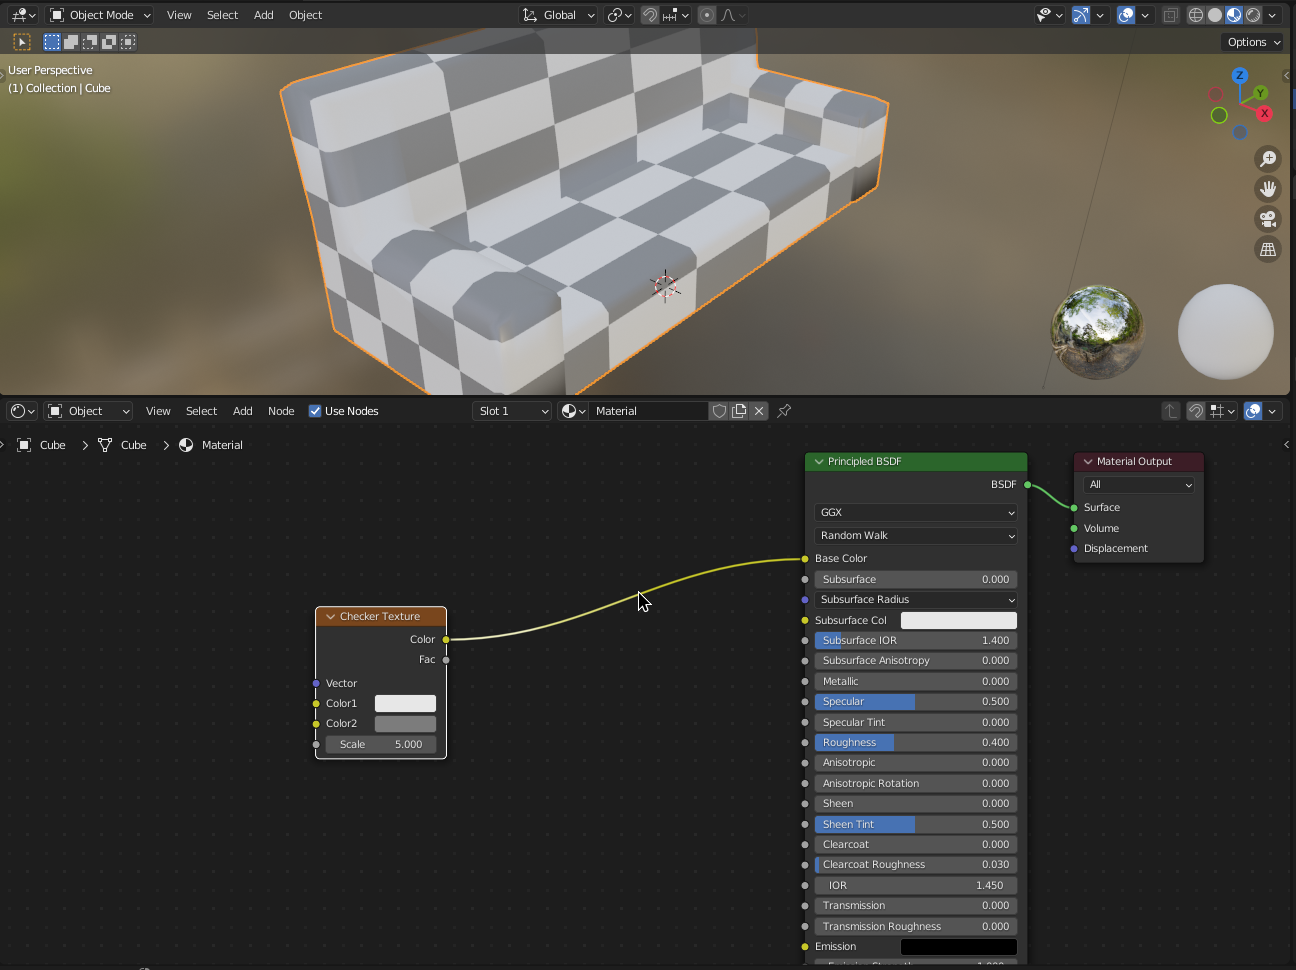 Object Mode View Select Add Object Global
Options
User Perspective
(1) Collection | Cube
Z
Y
X
Object View Select Add Node Use Nodes Slot 1 Material
Cube Cube Material
Principled BSDF
BSDF
GGX
Random Walk
Base Color
Subsurface 0.000
Subsurface Radius
Subsurface Col
Subsurface IOR 1.400
Subsurface Anisotropy 0.000
Metallic 0.000
Specular 0.500
Specular Tint 0.000
Roughness 0.400
Anisotropic 0.000
Anisotropic Rotation 0.000
Sheen 0.000
Sheen Tint 0.500
Clearcoat 0.000
Clearcoat Roughness 0.030
IOR 1.450
Transmission 0.000
Transmission Roughness 0.000
Emission
Material Output
All
Surface
Volume
Displacement
Checker Texture
Color
Fac
Vector
Color1
Color2
Scale 5.000